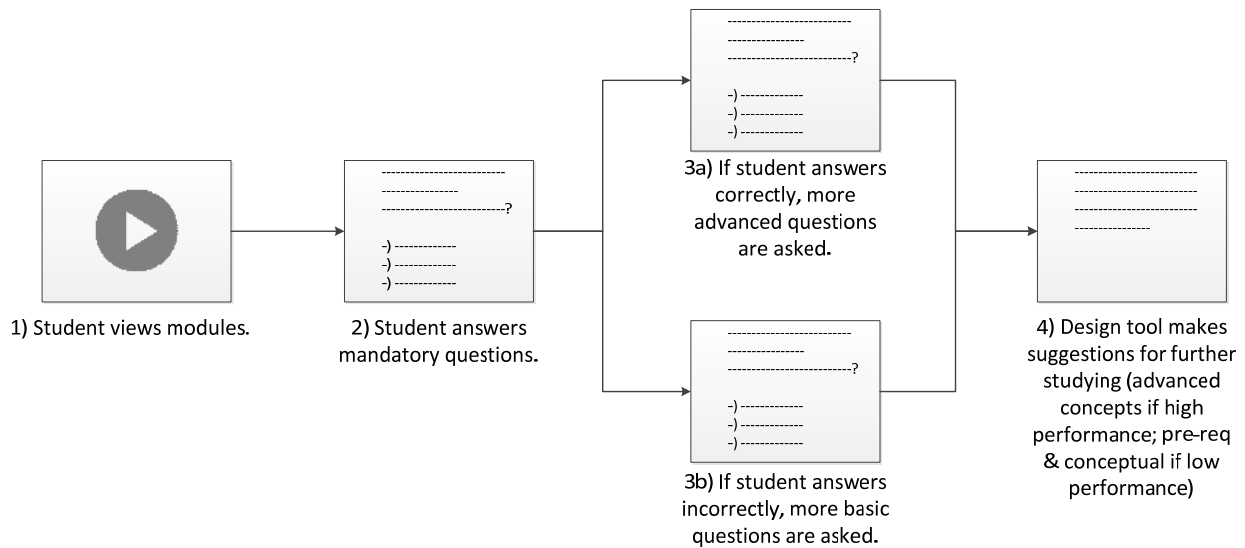 1) Student views modules.
2) Student answers
mandatory questions.
?
-)
-)
-)
3a) If student answers
correctly, more
advanced questions
are asked.
?
-)
-)
-)
3b) If student answers
incorrectly, more basic
questions are asked.
?
-)
-)
-)
4) Design tool makes
suggestions for further
studying (advanced
concepts if high
performance; pre-req
& conceptual if low
performance)